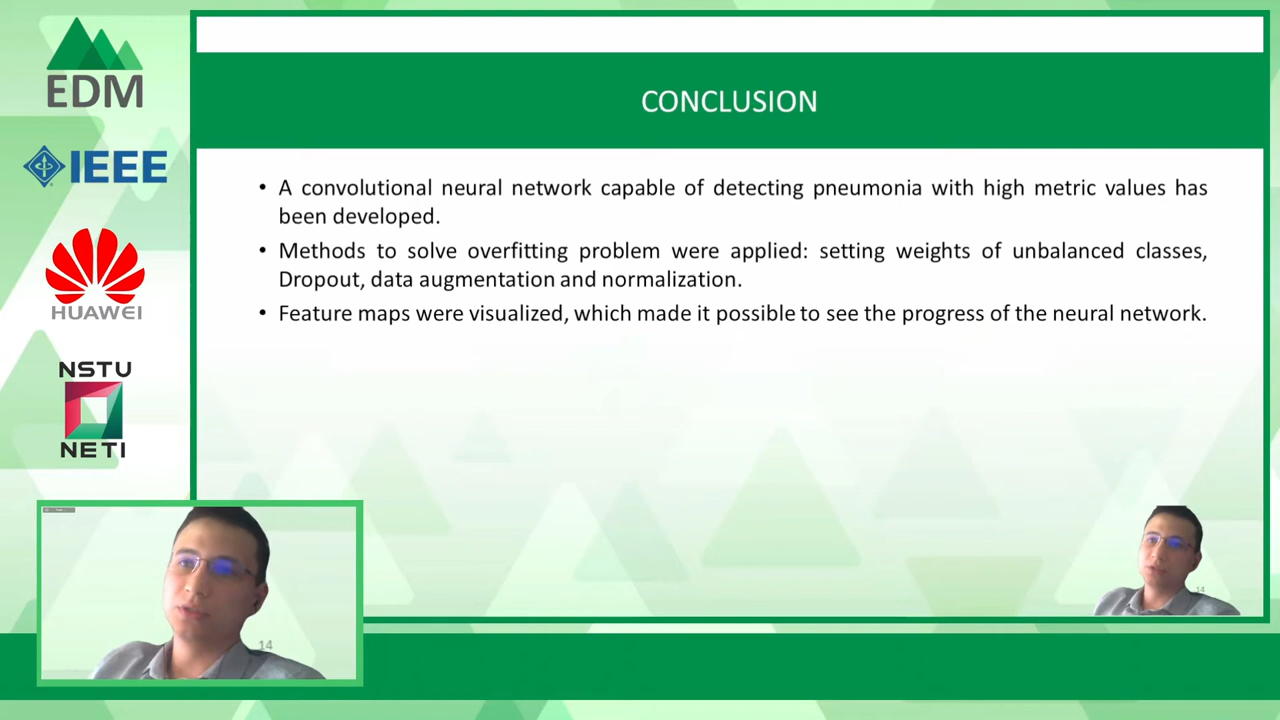 EDM
IEEE
HUAWEI
NSTU
NETI
CONCLUSION
• A convolutional neural network capable of detecting pneumonia with high metric values has
been developed.
• Methods to solve overfitting problem were applied: setting weights of unbalanced classes,
Dropout, data augmentation and normalization.
• Feature maps were visualized, which made it possible to see the progress of the neural network.
14
14